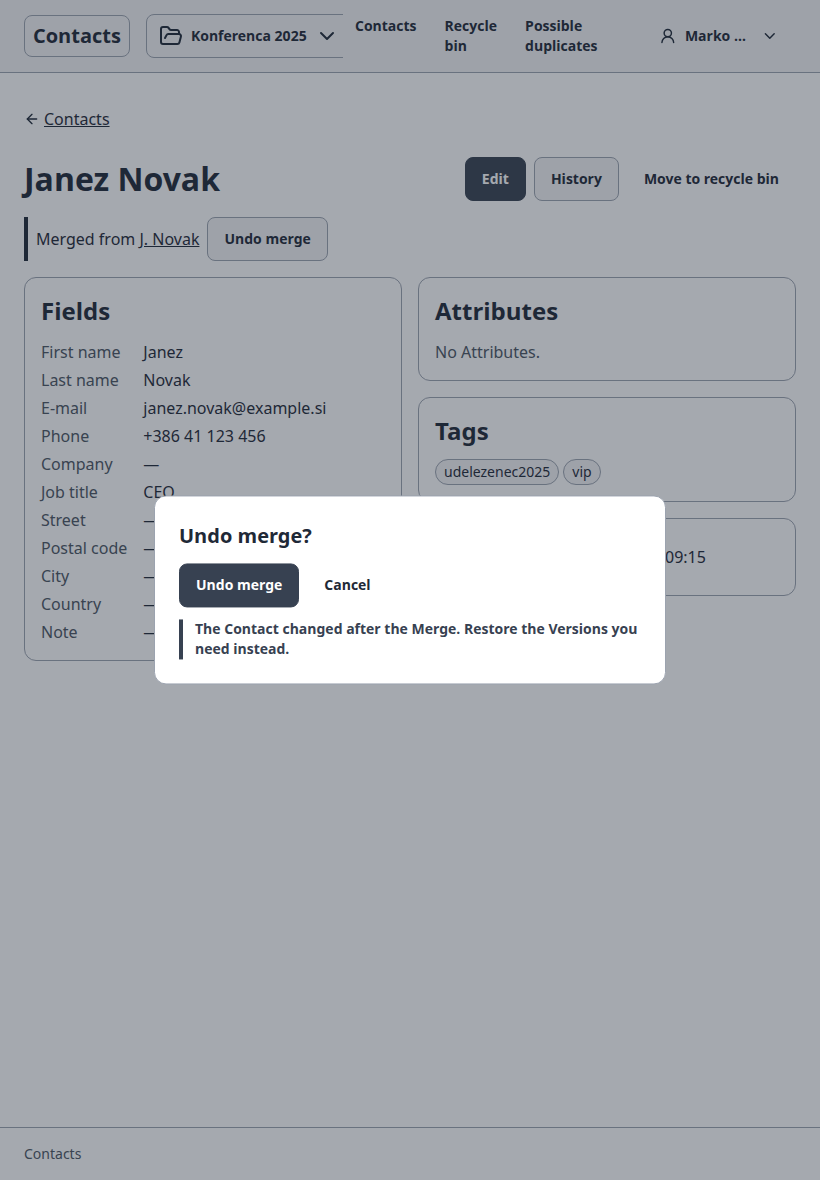 Contacts
Konferenca 2025
Contacts
Recycle
bin
Possible
duplicates
Marko ...
Contacts
Janez Novak
Edit
History
Move to recycle bin
Merged from J. Novak
Undo merge
Fields
First name Janez
Last name Novak
E-mail janez.novak@example.si
Phone +386 41 123 456
Company —
Job title CEO
Street —
Postal code —
City —
Country —
Note —
Attributes
No Attributes.
Tags
udelezenec2025 vip
09:15
Undo merge?
Undo merge
Cancel
The Contact changed after the Merge. Restore the Versions you
need instead.
Contacts